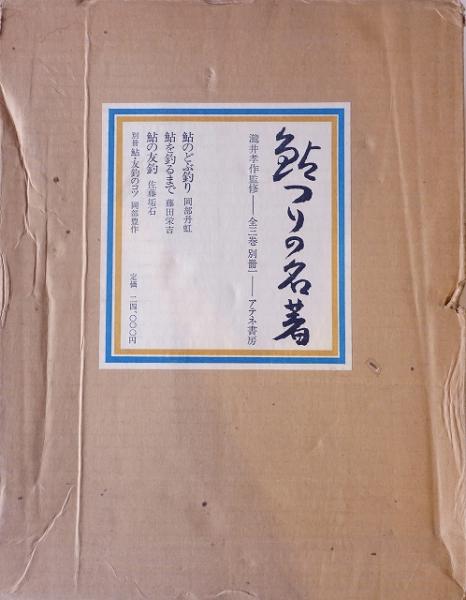 鮎つりの名著
瀧井孝作監修——全三巻 別冊一——アテネ書房
鮎のどぶ釣り 岡部丹虹
鮎を釣るまで 藤田栄吉
鮎の友釣 佐藤垢石
別冊 鮎・友釣のコツ 岡部豊作
定価 二四、〇〇〇円